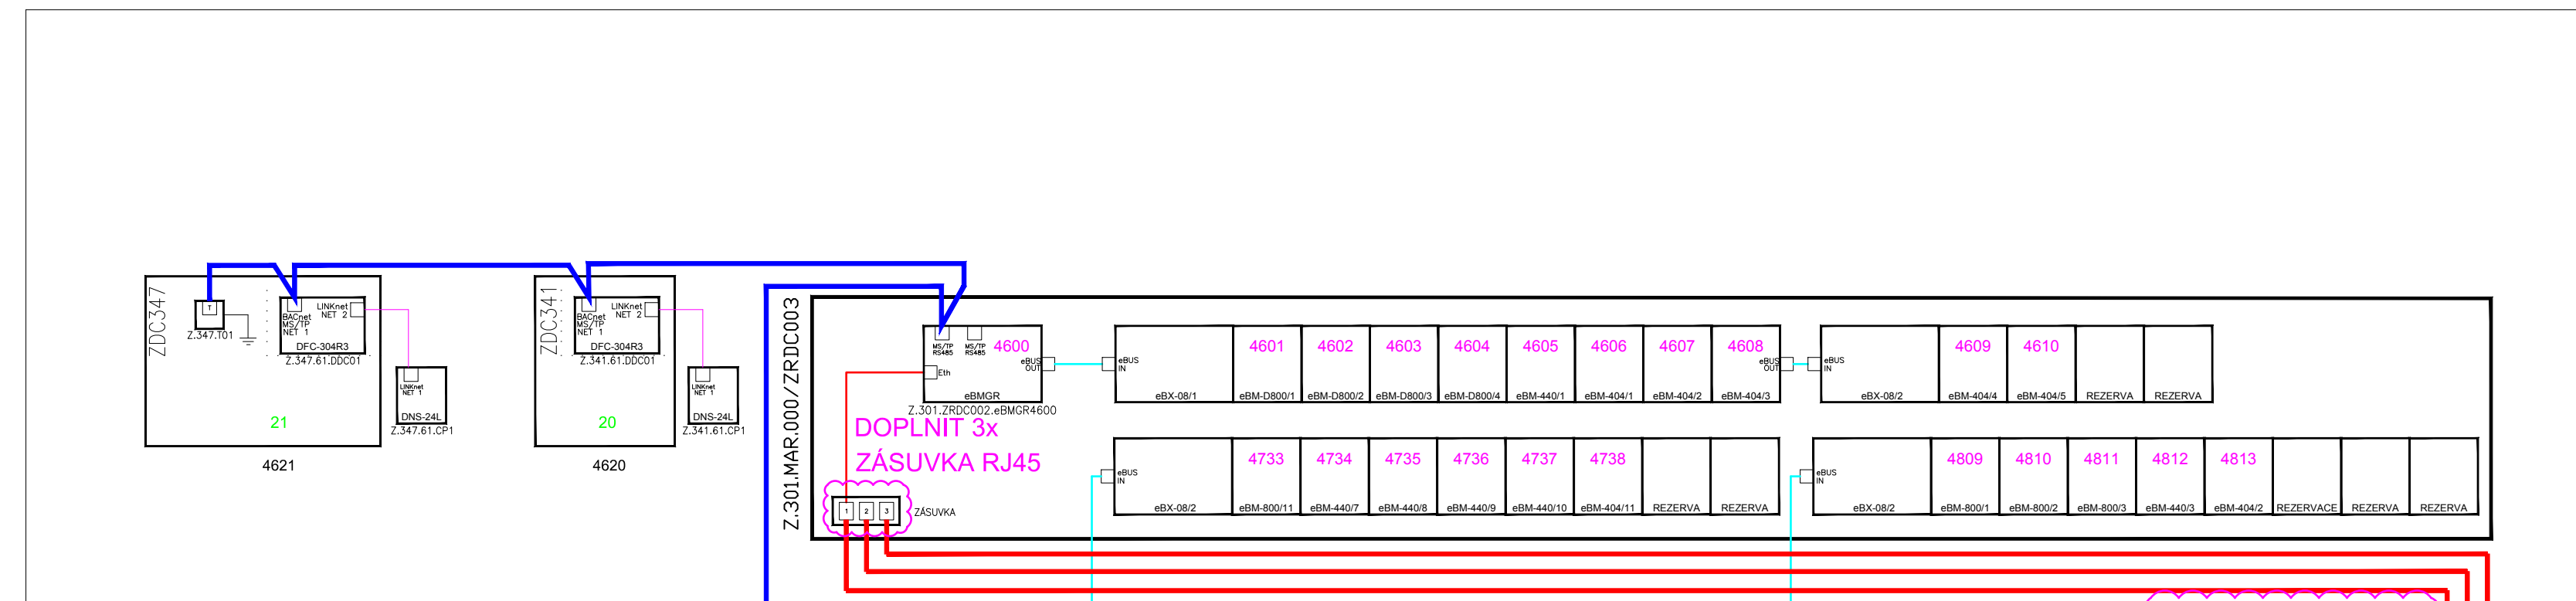 ZDC347
T
Z.347.T01
BACnet
MS/TP
NET 1
LINKnet
NET 2
DFC-304R3
Z.347.61.DDC01
LINKnet
NET 1
DNS-24L
Z.347.61.CP1
21
4621
ZDC341
BACnet
MS/TP
NET 1
LINKnet
NET 2
DFC-304R3
Z.341.61.DDC01
LINKnet
NET 1
DNS-24L
Z.341.61.CP1
20
4620
Z.301.MAR.000/ZRDC003
MS/TP
RS485
MS/TP
RS485
4600
eBUS
OUT
Eth
eBMGR
Z.301.ZRDC002.eBMGR4600
DOPLNIT 3x
ZÁSUVKA RJ45
1 2 3
ZÁSUVKA
eBUS
IN
4601 4602 4603 4604 4605 4606 4607 4608
eBUS
OUT
eBX-08/1 eBM-D800/1 eBM-D800/2 eBM-D800/3 eBM-D800/4 eBM-440/1 eBM-404/1 eBM-404/2 eBM-404/3
eBUS
IN
4609 4610
eBX-08/2 eBM-404/4 eBM-404/5 REZERVA REZERVA
eBUS
IN
4733 4734 4735 4736 4737 4738
eBX-08/2 eBM-800/11 eBM-440/7 eBM-440/8 eBM-440/9 eBM-440/10 eBM-404/11 REZERVA REZERVA
eBUS
IN
4809 4810 4811 4812 4813
eBX-08/2 eBM-800/1 eBM-800/2 eBM-800/3 eBM-440/3 eBM-404/2 REZERVACE REZERVA REZERVA